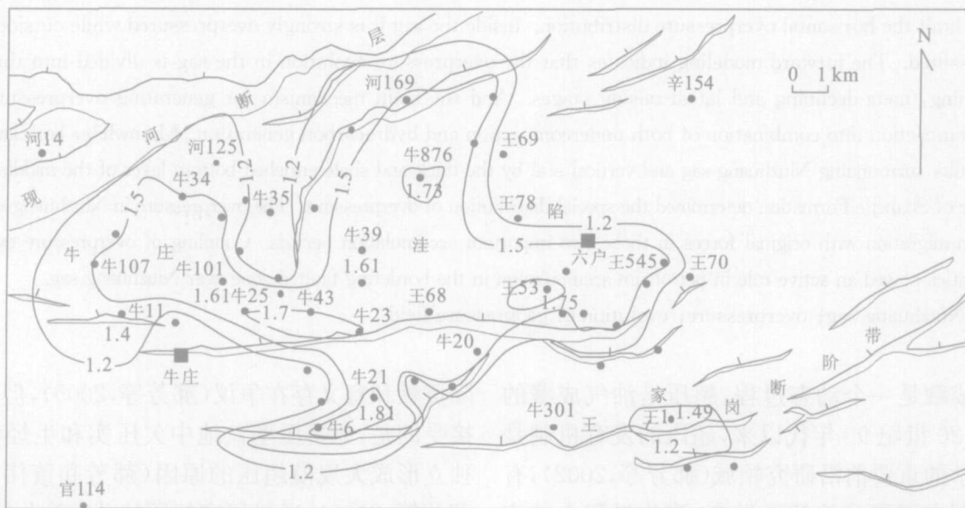 N
0 1 km
层
断
河
现
河169
辛154
河14
河125
王69
牛876
1.73
牛34
牛35
1.2
1.2
1.5
1.3
王78
陷
1.2
牛39
洼
1.5
六户
王545
王70
庄
牛
牛107
牛101
1.61
1.61
牛25
1.7
牛43
王68
王53
1.75
牛11
牛23
1.4
1.2
牛20
牛庄
牛21
1.81
牛6
牛301
王
家
岗
断
阶
带
王1
1.49
1.2
1.2
官114